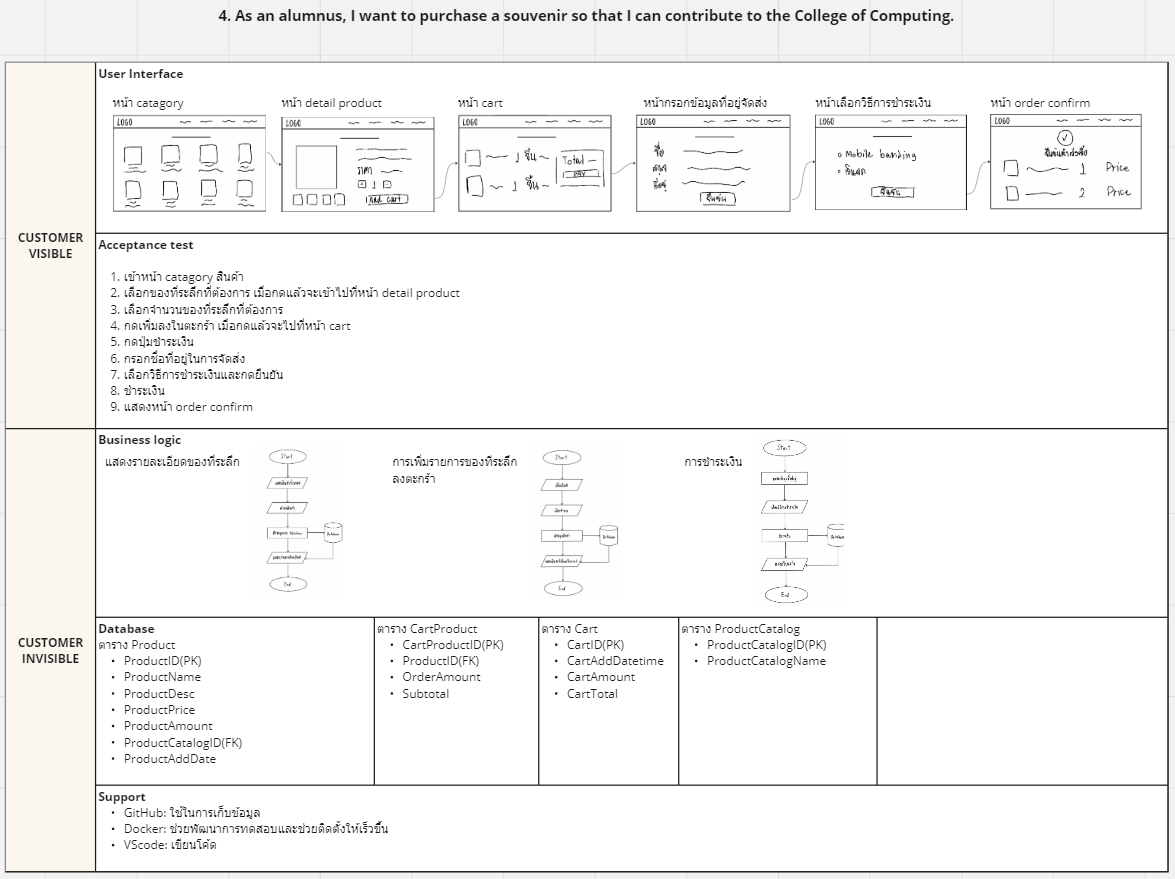 4. As an alumnus, I want to purchase a souvenir so that I can contribute to the College of Computing.
CUSTOMER
VISIBLE
User Interface
หน้า catagory
หน้า detail product
หน้า cart
หน้ากรอกข้อมูลที่อยู่จัดส่ง
หน้าเลือกวิธีการชำระเงิน
หน้า order confirm
LOGO
LOGO
ราคา
1
Add cart
LOGO
1 ชิ้น
1 ชิ้น
Total
PAY
LOGO
ชื่อ
ที่อยู่
ยืนยัน
LOGO
Mobile banking
ยืนยัน
LOGO
1 Price
2 Price
Acceptance test
1. เข้าหน้า catagory สินค้า
2. เลือกของที่ระลึกที่ต้องการ เมื่อกดแล้วจะเข้าไปที่หน้า detail product
3. เลือกจำนวนของที่ระลึกที่ต้องการ
4. กดเพิ่มลงในตะกร้า เมื่อกดแล้วจะไปที่หน้า cart
5. กดปุ่มชำระเงิน
6. กรอกชื่อที่อยู่ในการจัดส่ง
7. เลือกวิธีการชำระเงินและกดยืนยัน
8. ชำระเงิน
9. แสดงหน้า order confirm
CUSTOMER
INVISIBLE
Business logic
แสดงรายละเอียดของที่ระลึก
Start
Database
End
การเพิ่มรายการของที่ระลึก
ลงตะกร้า
Start
Database
End
การชำระเงิน
Start
End
Database
ตาราง Product
• ProductID(PK)
• ProductName
• ProductDesc
• ProductPrice
• ProductAmount
• ProductCatalogID(FK)
• ProductAddDate
ตาราง CartProduct
• CartProductID(PK)
• ProductID(FK)
• OrderAmount
• Subtotal
ตาราง Cart
• CartID(PK)
• CartAddDatetime
• CartAmount
• CartTotal
ตาราง ProductCatalog
• ProductCatalogID(PK)
• ProductCatalogName
Support
• GitHub: ใช้ในการเก็บข้อมูล
• Docker: ช่วยพัฒนาการทดสอบและช่วยติดตั้งให้เร็วขึ้น
• VScode: เขียนโค้ด